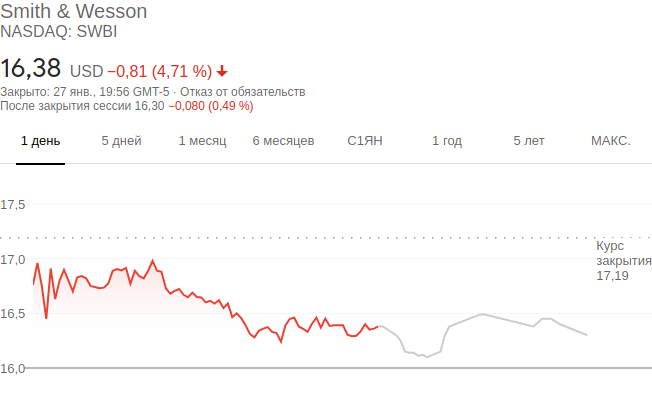 Smith & Wesson
NASDAQ: SWBI
16,38 USD −0,81 (4,71 %)
Закрыто: 27 янв., 19:56 GMT-5 · Отказ от обязательств
После закрытия сессии 16,30 −0,080 (0,49 %)
1 день 5 дней 1 месяц 6 месяцев С1ЯН 1 год 5 лет МАКС.
17,5
Курс
закрытия
17,19
17,0
16,5
16,0